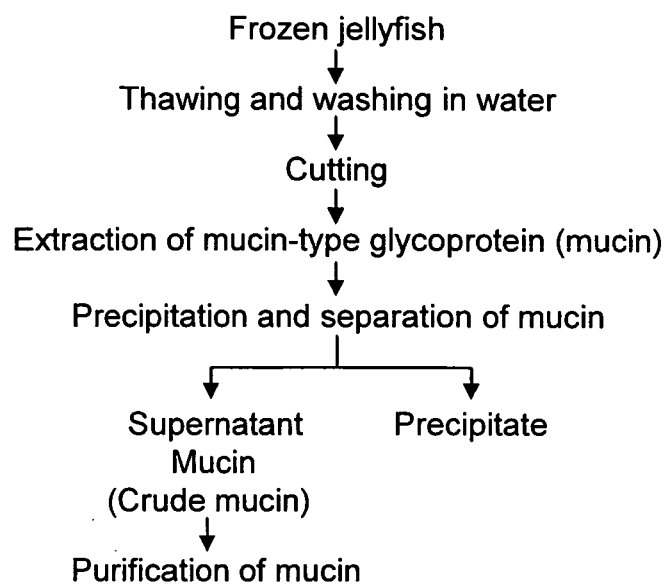 Frozen jellyfish
Thawing and washing in water
Cutting
Extraction of mucin-type glycoprotein (mucin)
Precipitation and separation of mucin
Supernatant
Mucin
(Crude mucin)
Precipitate
Purification of mucin